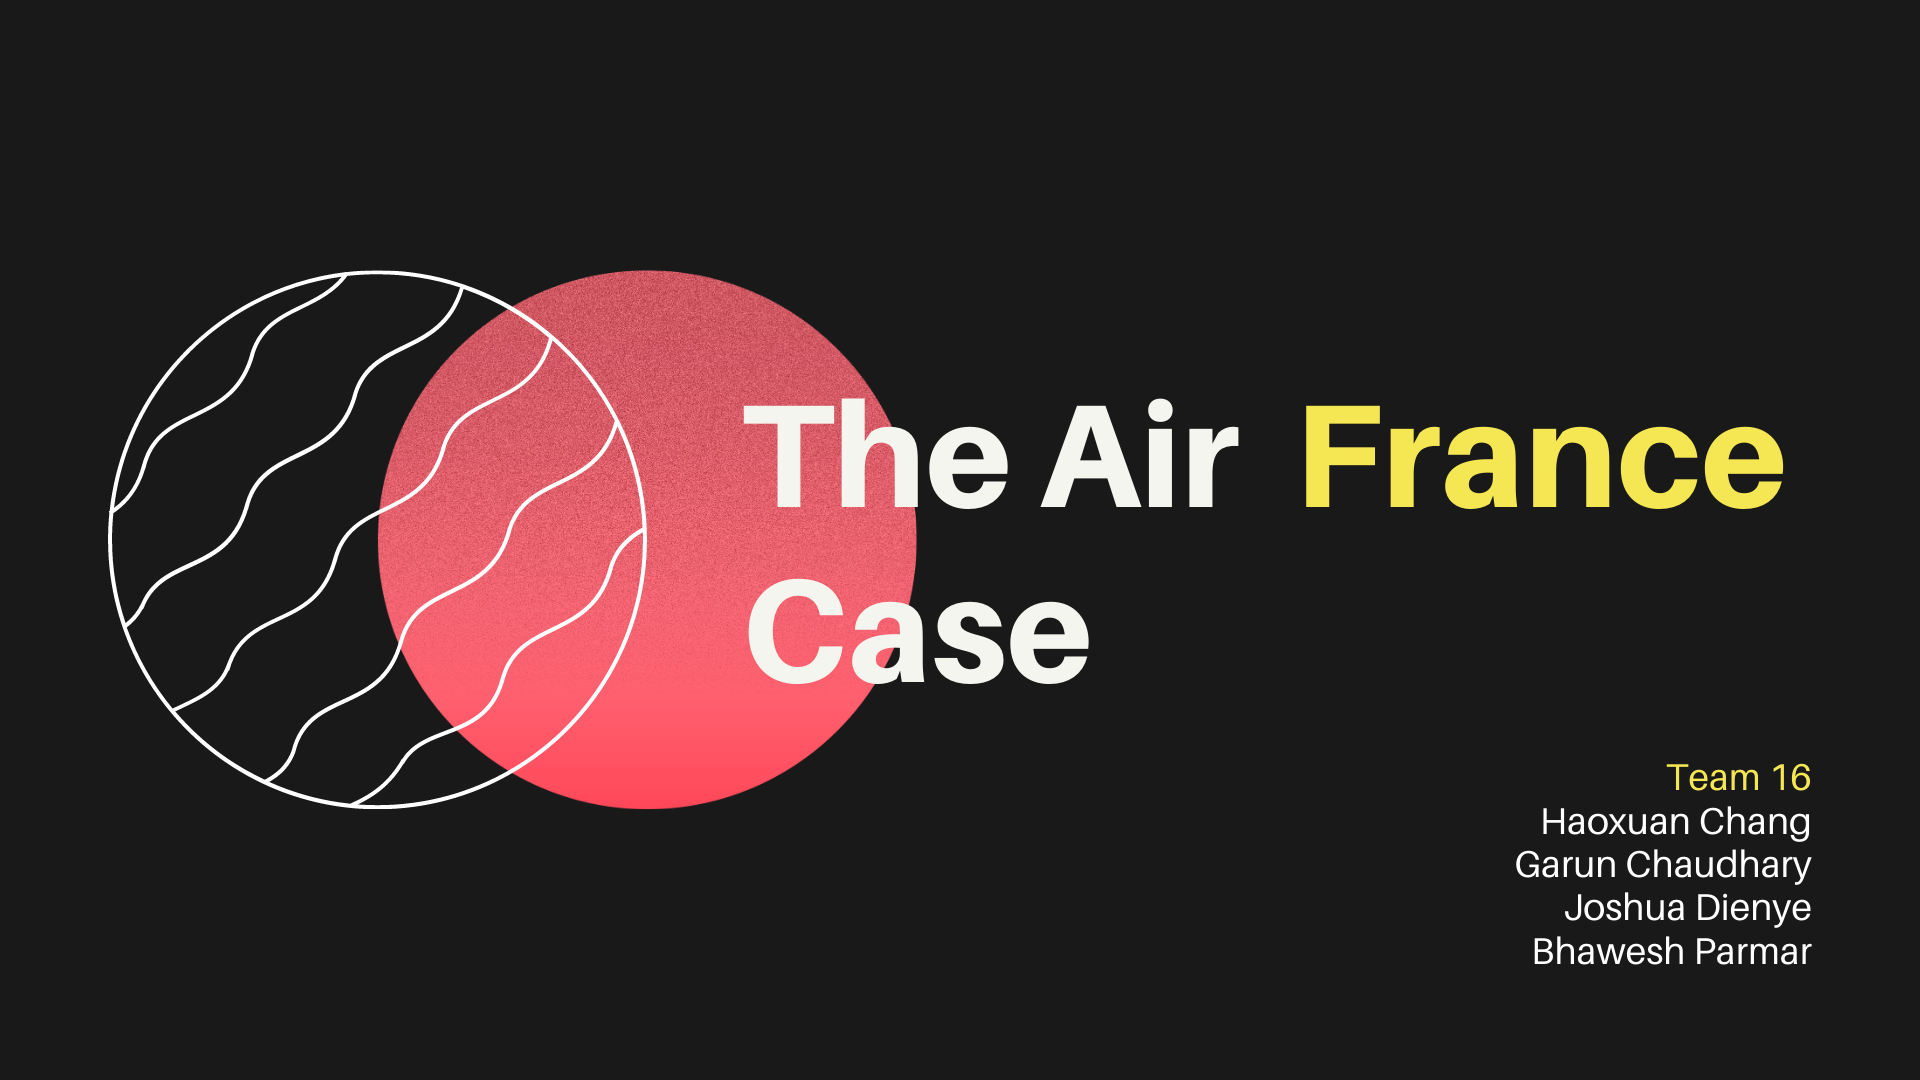 The Air France
Case
Team 16
Haoxuan Chang
Garun Chaudhary
Joshua Dienye
Bhawesh Parmar